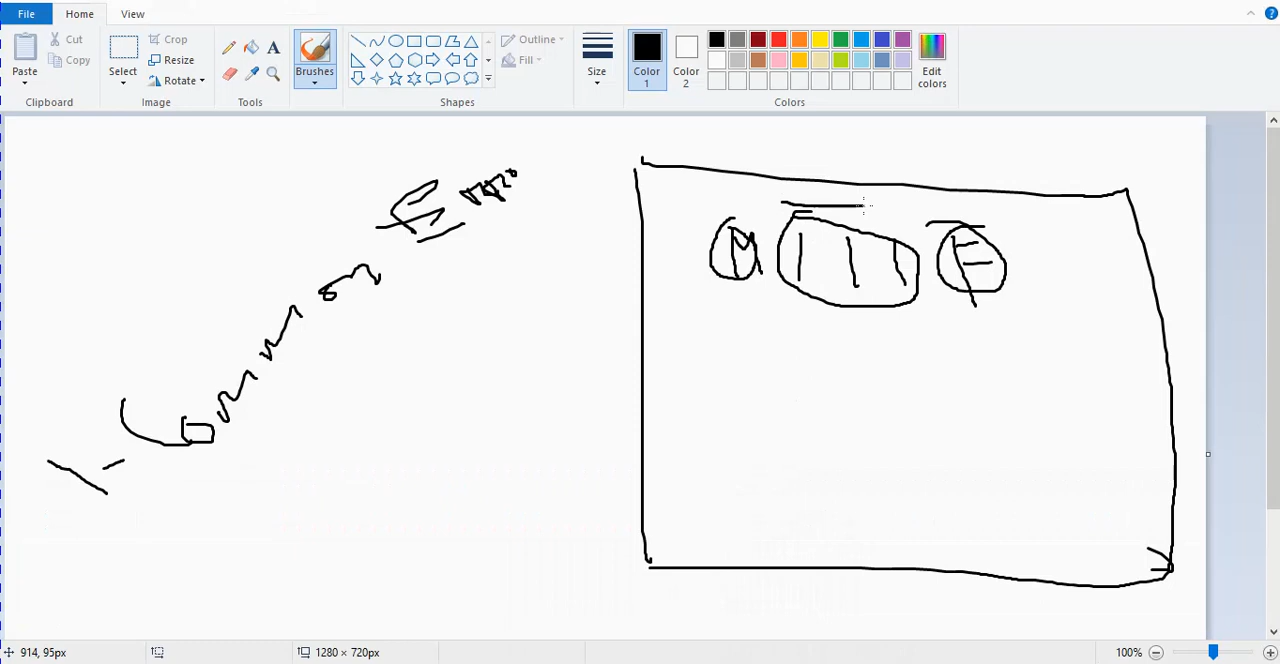 File Home View
Paste
Cut
Copy
Clipboard
Select
Crop
Resize
Rotate
Image
A
Tools
Brushes
Outline
Fill
Shapes
Size
Color 1
Color 2
Edit colors
Colors
M F
914, 95px 1280 × 720px 100%